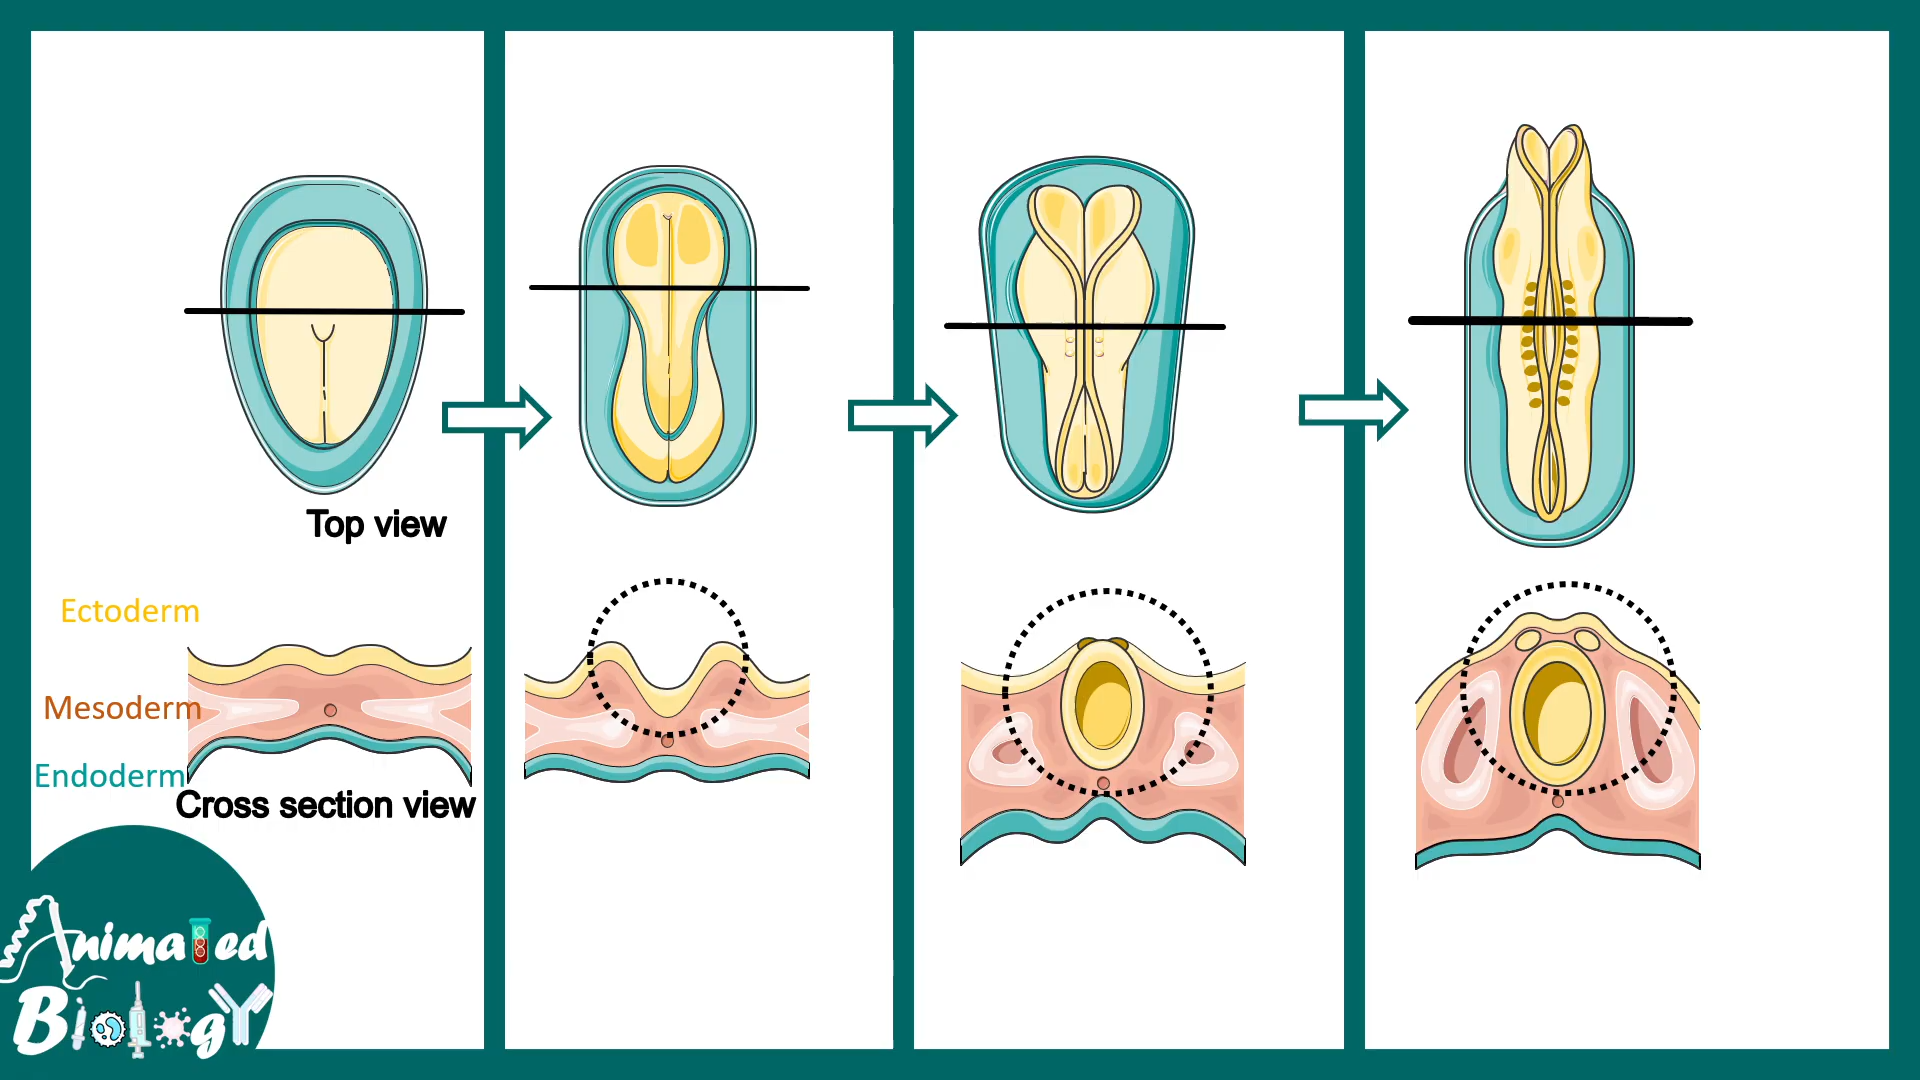 Top view
Ectoderm
Mesoderm
Endoderm
Cross section view
Animated
Biology